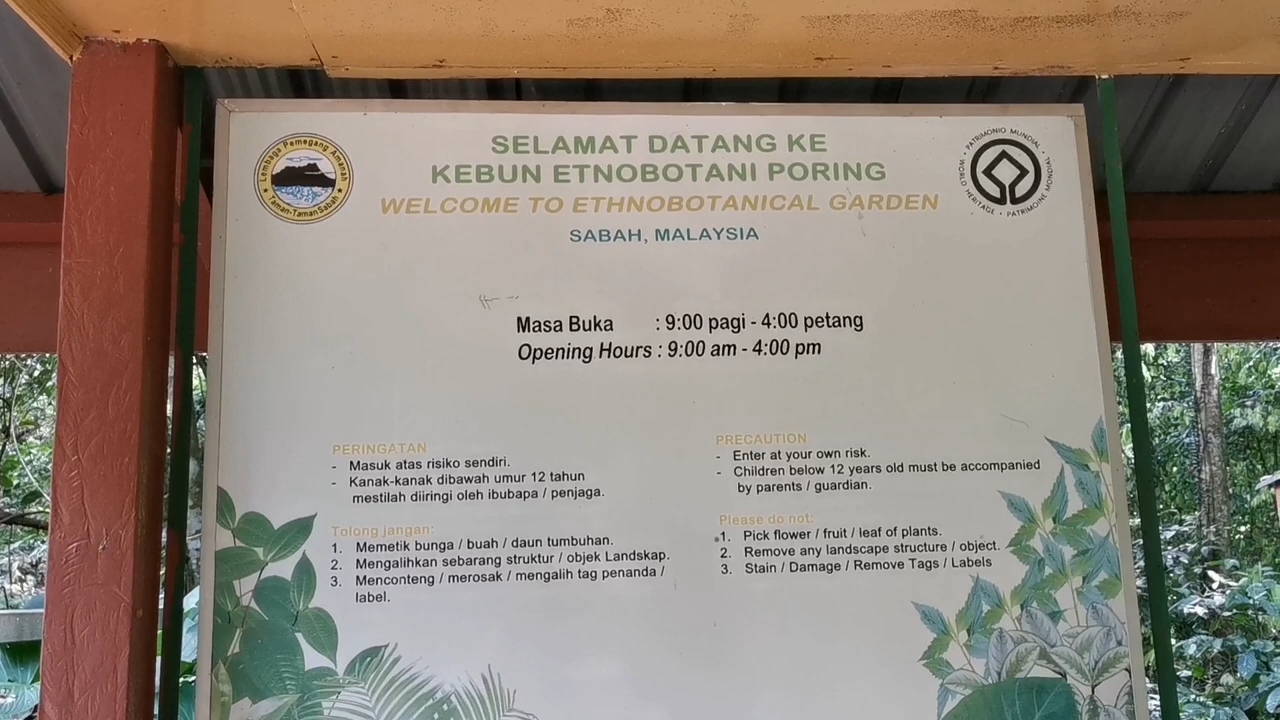 Lembaga Pemegang Amanah
Taman-Taman Sabah
SELAMAT DATANG KE
KEBUN ETNOBOTANI PORING
WELCOME TO ETHNOBOTANICAL GARDEN
SABAH, MALAYSIA
PATRIMONIO MUNDIAL • WORLD HERITAGE • PATRIMOINE MONDIAL •
Masa Buka : 9:00 pagi - 4:00 petang
Opening Hours : 9:00 am - 4:00 pm
PERINGATAN
- Masuk atas risiko sendiri.
- Kanak-kanak dibawah umur 12 tahun
mestilah diiringi oleh ibubapa / penjaga.
Tolong jangan:
1. Memetik bunga / buah / daun tumbuhan.
2. Mengalihkan sebarang struktur / objek Landskap.
3. Menconteng / merosak / mengalih tag penanda /
label.
PRECAUTION
- Enter at your own risk.
- Children below 12 years old must be accompanied
by parents / guardian.
Please do not:
1. Pick flower / fruit / leaf of plants.
2. Remove any landscape structure / object.
3. Stain / Damage / Remove Tags / Labels